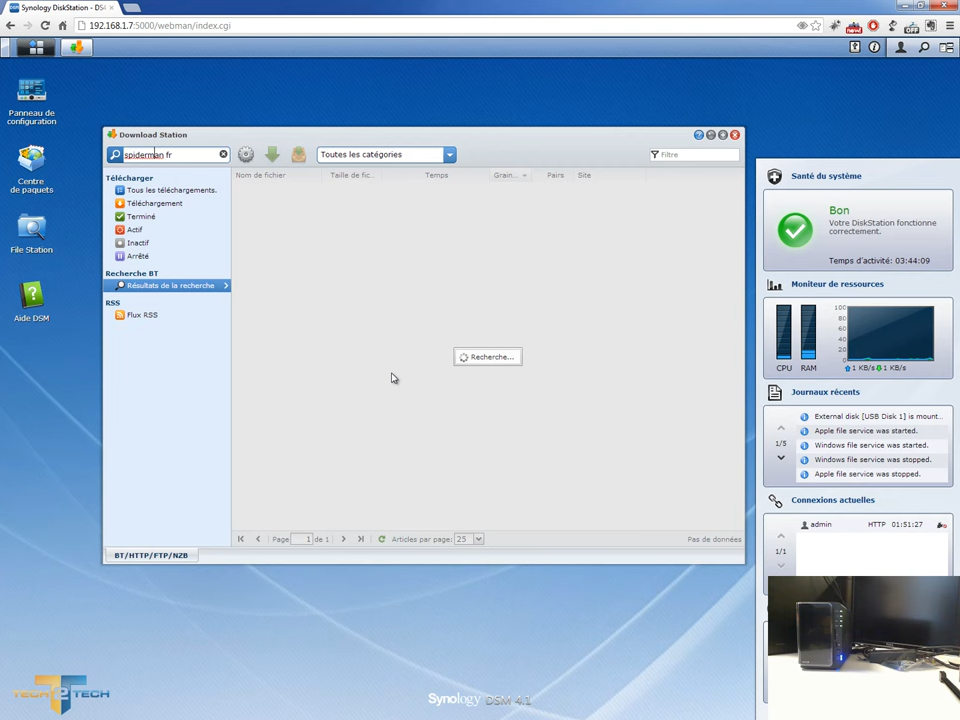 Synology DiskStation - DS4
192.168.1.7:5000/webman/index.cgi
new!
OFF
Panneau de
configuration
Centre
de paquets
File Station
Aide DSM
Download Station
spiderman fr
Toutes les catégories
Filtre
Télécharger
Tous les téléchargements.
Téléchargement
Terminé
Actif
Inactif
Arrêté
Recherche BT
Résultats de la recherche
RSS
Flux RSS
Nom de fichier
Taille de fic..
Temps
Grain...
Pairs
Site
Recherche...
Page 1 de 1
Articles par page: 25
Pas de données
BT/HTTP/FTP/NZB
Santé du système
Bon
Votre DiskStation fonctionne
correctement.
Temps d'activité: 03:44:09
Moniteur de ressources
100
80
60
40
20
0
CPU
RAM
1 KB/s 1 KB/s
Journaux récents
External disk [USB Disk 1] is mount...
Apple file service was started.
1/5
Windows file service was started.
Windows file service was stopped.
Apple file service was stopped.
Connexions actuelles
admin HTTP 01:51:27
1/1
TECH2TECH
Synology DSM 4.1